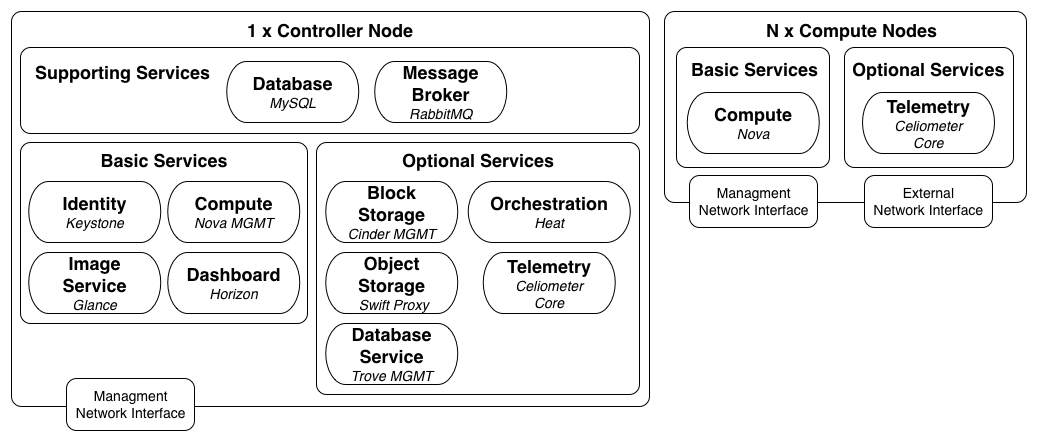 1 x Controller Node
Supporting Services
Database
MySQL
Message
Broker
RabbitMQ
Basic Services
Identity
Keystone
Compute
Nova MGMT
Image
Service
Glance
Dashboard
Horizon
Optional Services
Block
Storage
Cinder MGMT
Orchestration
Heat
Object
Storage
Swift Proxy
Telemetry
Celiometer
Core
Database
Service
Trove MGMT
Managment
Network Interface
N x Compute Nodes
Basic Services
Compute
Nova
Optional Services
Telemetry
Celiometer
Core
Managment
Network Interface
External
Network Interface